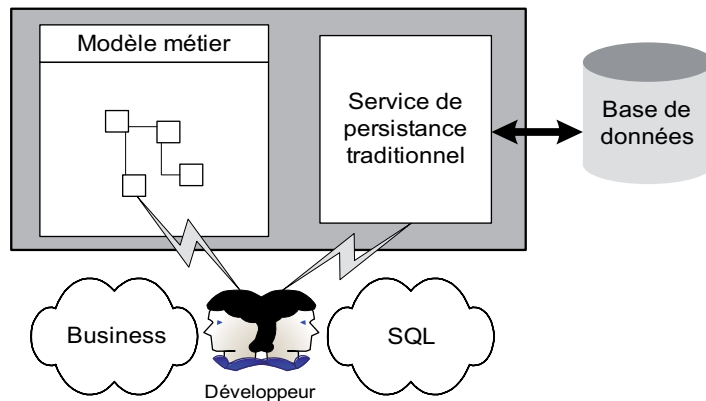 Modèle métier
Service de
persistance
traditionnel
Base de
données
Business
SQL
Développeur